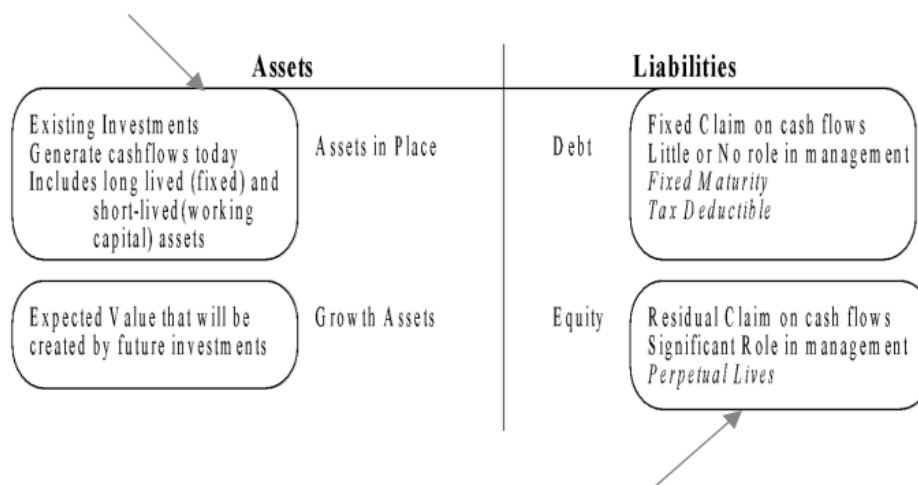 Assets
Liabilities
Existing Investments
Generate cashflows today
Includes long lived (fixed) and
short-lived(working
capital) assets
Assets in Place
Debt
Fixed Claim on cash flows
Little or No role in management
Fixed Maturity
Tax Deductible
Expected Value that will be
created by future investments
Growth Assets
Equity
Residual Claim on cash flows
Significant Role in management
Perpetual Lives